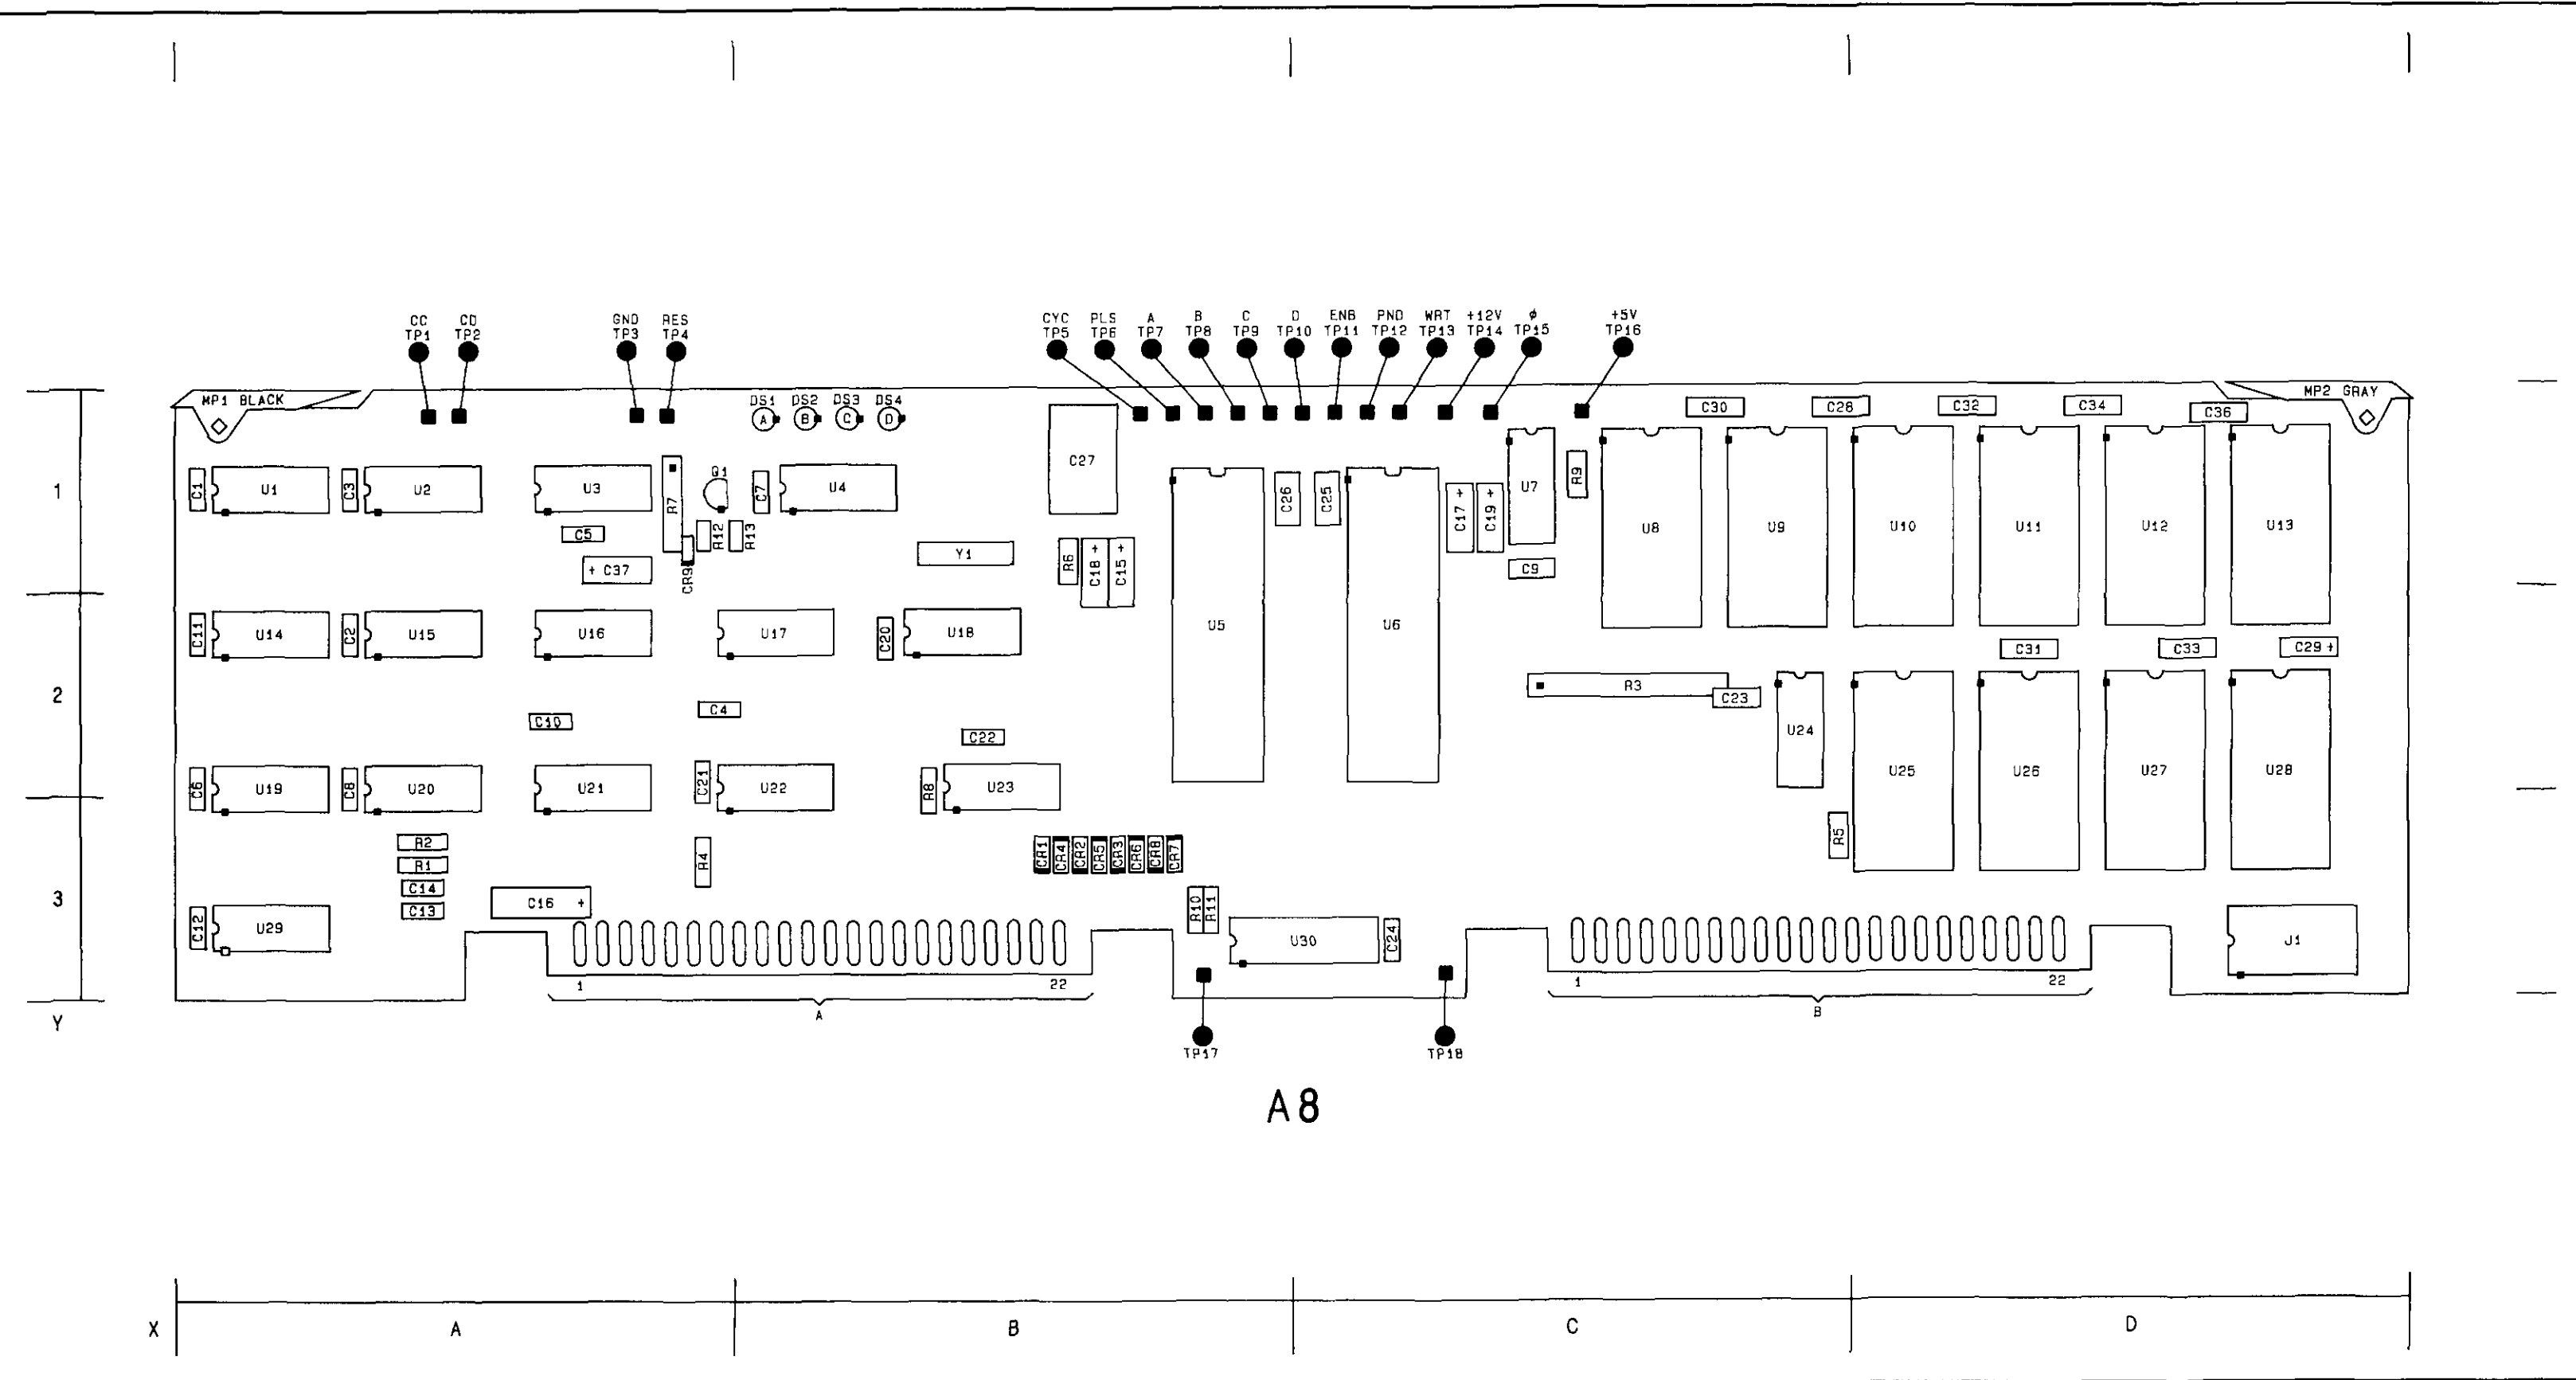 CC CD GND RES CYC PLS A B C D ENB PND WRT +12V ϕ +5V
TP1 TP2 TP3 TP4 TP5 TP6 TP7 TP8 TP9 TP10 TP11 TP12 TP13 TP14 TP15 TP16
MP1 BLACK DS1 DS2 DS3 DS4 MP2 GRAY
A B C D
C30 C28 C32 C34 C36
1
C1 U1 C3 U2 U3 R7 Q1 C7 U4 C27 C26 C25 C17 + C19 + U7 R9
C5 R12 R13 U8 U9 U10 U11 U12 U13
+ C37 CR9 Y1 R6 C18 + C15 + C9
C11 U14 C2 U15 U16 U17 C20 U18 U5 U6
C31 C33 C29 +
2
C10 C4 R3 C23 U24
C22
C6 U19 C8 U20 U21 C21 U22 R8 U23 U25 U26 U27 U28
R2 R4 CR1 CR4 CR2 CR5 CR3 CR6 CR8 CR7 R5
R1
C14
3
C13 C16 + R10 R11
C12 U29 U30 C24 J1
1 22 1 22
A B
Y
TP17 TP18
A8
X A B C D